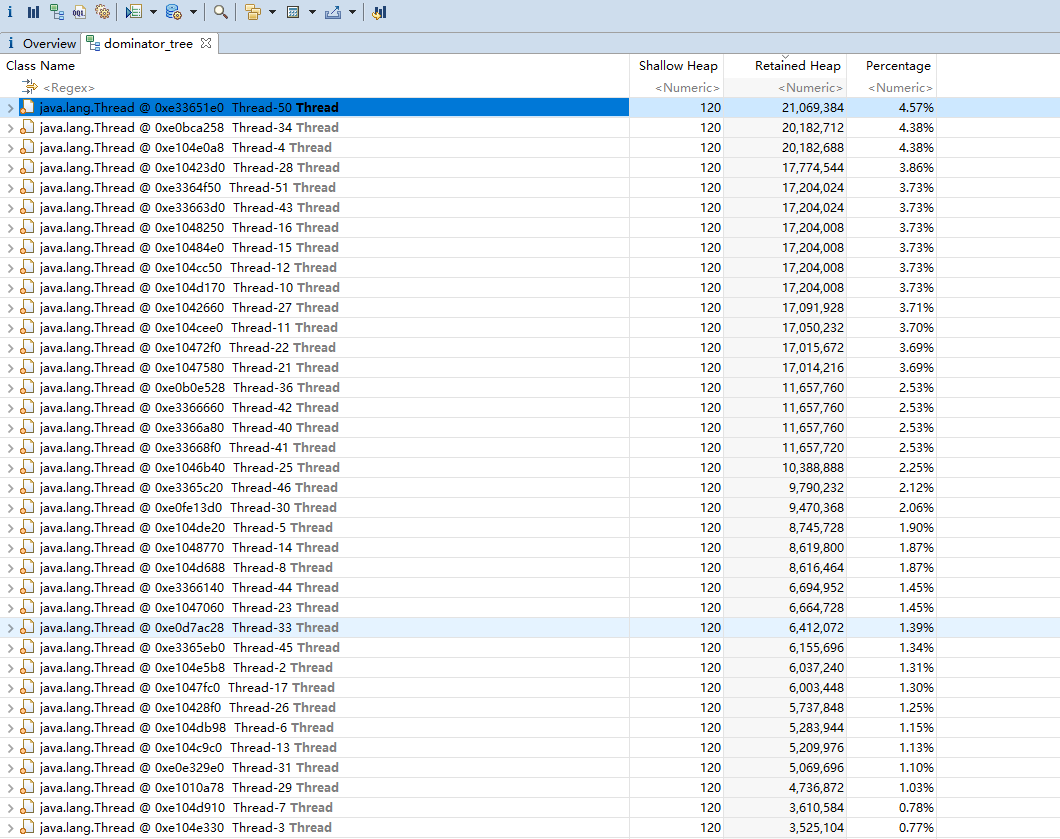 Overview dominator_tree
Class Name Shallow Heap Retained Heap Percentage
<Regex> <Numeric> <Numeric> <Numeric>
java.lang.Thread @ 0xe33651e0 Thread-50 Thread 120 21,069,384 4.57%
java.lang.Thread @ 0xe0bca258 Thread-34 Thread 120 20,182,712 4.38%
java.lang.Thread @ 0xe104e0a8 Thread-4 Thread 120 20,182,688 4.38%
java.lang.Thread @ 0xe10423d0 Thread-28 Thread 120 17,774,544 3.86%
java.lang.Thread @ 0xe3364f50 Thread-51 Thread 120 17,204,024 3.73%
java.lang.Thread @ 0xe33663d0 Thread-43 Thread 120 17,204,024 3.73%
java.lang.Thread @ 0xe1048250 Thread-16 Thread 120 17,204,008 3.73%
java.lang.Thread @ 0xe10484e0 Thread-15 Thread 120 17,204,008 3.73%
java.lang.Thread @ 0xe104cc50 Thread-12 Thread 120 17,204,008 3.73%
java.lang.Thread @ 0xe104d170 Thread-10 Thread 120 17,204,008 3.73%
java.lang.Thread @ 0xe1042660 Thread-27 Thread 120 17,091,928 3.71%
java.lang.Thread @ 0xe104cee0 Thread-11 Thread 120 17,050,232 3.70%
java.lang.Thread @ 0xe10472f0 Thread-22 Thread 120 17,015,672 3.69%
java.lang.Thread @ 0xe1047580 Thread-21 Thread 120 17,014,216 3.69%
java.lang.Thread @ 0xe0b0e528 Thread-36 Thread 120 11,657,760 2.53%
java.lang.Thread @ 0xe3366660 Thread-42 Thread 120 11,657,760 2.53%
java.lang.Thread @ 0xe3366a80 Thread-40 Thread 120 11,657,760 2.53%
java.lang.Thread @ 0xe33668f0 Thread-41 Thread 120 11,657,720 2.53%
java.lang.Thread @ 0xe1046b40 Thread-25 Thread 120 10,388,888 2.25%
java.lang.Thread @ 0xe3365c20 Thread-46 Thread 120 9,790,232 2.12%
java.lang.Thread @ 0xe0fe13d0 Thread-30 Thread 120 9,470,368 2.06%
java.lang.Thread @ 0xe104de20 Thread-5 Thread 120 8,745,728 1.90%
java.lang.Thread @ 0xe1048770 Thread-14 Thread 120 8,619,800 1.87%
java.lang.Thread @ 0xe104d688 Thread-8 Thread 120 8,616,464 1.87%
java.lang.Thread @ 0xe3366140 Thread-44 Thread 120 6,694,952 1.45%
java.lang.Thread @ 0xe1047060 Thread-23 Thread 120 6,664,728 1.45%
java.lang.Thread @ 0xe0d7ac28 Thread-33 Thread 120 6,412,072 1.39%
java.lang.Thread @ 0xe3365eb0 Thread-45 Thread 120 6,155,696 1.34%
java.lang.Thread @ 0xe104e5b8 Thread-2 Thread 120 6,037,240 1.31%
java.lang.Thread @ 0xe1047fc0 Thread-17 Thread 120 6,003,448 1.30%
java.lang.Thread @ 0xe10428f0 Thread-26 Thread 120 5,737,848 1.25%
java.lang.Thread @ 0xe104db98 Thread-6 Thread 120 5,283,944 1.15%
java.lang.Thread @ 0xe104c9c0 Thread-13 Thread 120 5,209,976 1.13%
java.lang.Thread @ 0xe0e329e0 Thread-31 Thread 120 5,069,696 1.10%
java.lang.Thread @ 0xe1010a78 Thread-29 Thread 120 4,736,872 1.03%
java.lang.Thread @ 0xe104d910 Thread-7 Thread 120 3,610,584 0.78%
java.lang.Thread @ 0xe104e330 Thread-3 Thread 120 3,525,104 0.77%